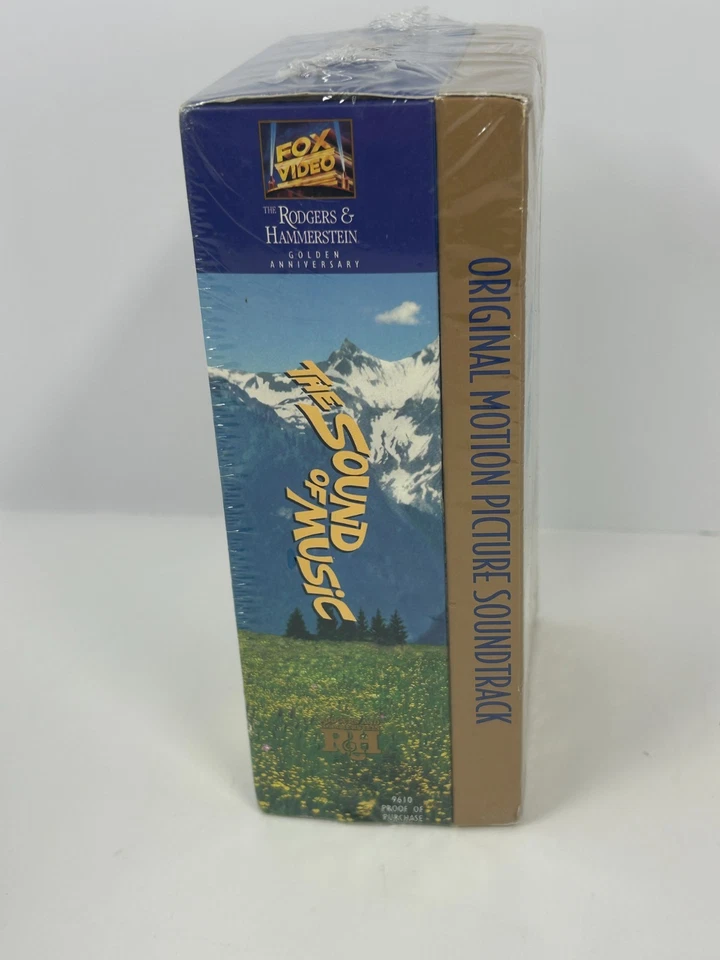 FOX
VIDEO
THE RODGERS &
HAMMERSTEIN
GOLDEN
ANNIVERSARY
THE SOUND
OF MUSIC
R&H
9610
PROOF OF
PURCHASE
ORIGINAL MOTION PICTURE SOUNDTRACK